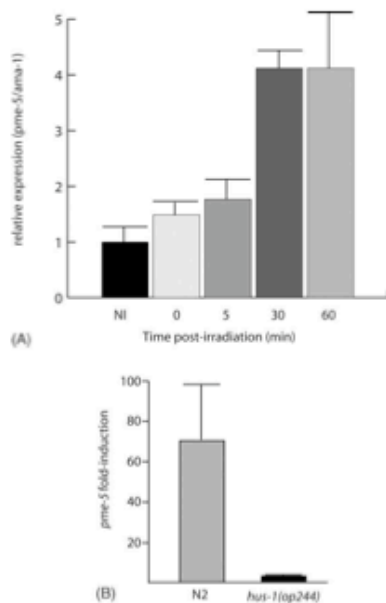 relative expression (pme-5/ama-1)
5
4
3
2
1
0
NI 0 5 30 60
Time post-irradiation (min)
(A)
pme-5 fold-induction
100
80
60
40
20
N2 hus-1(op244)
(B)